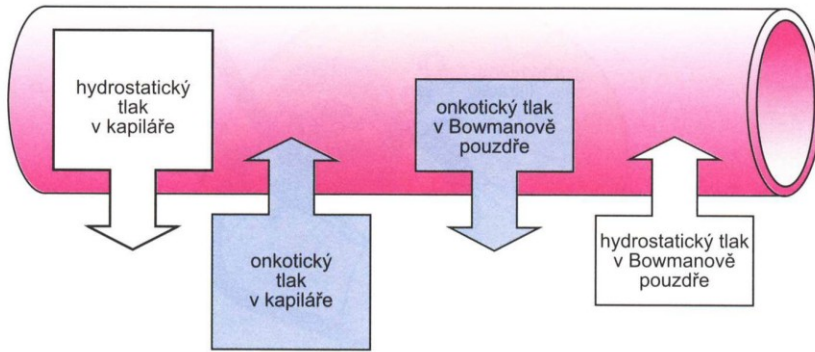 hydrostatický
tlak
v kapiláře
onkotický
tlak
v kapiláře
onkotický tlak
v Bowmanově
pouzdře
hydrostatický tlak
v Bowmanově
pouzdře